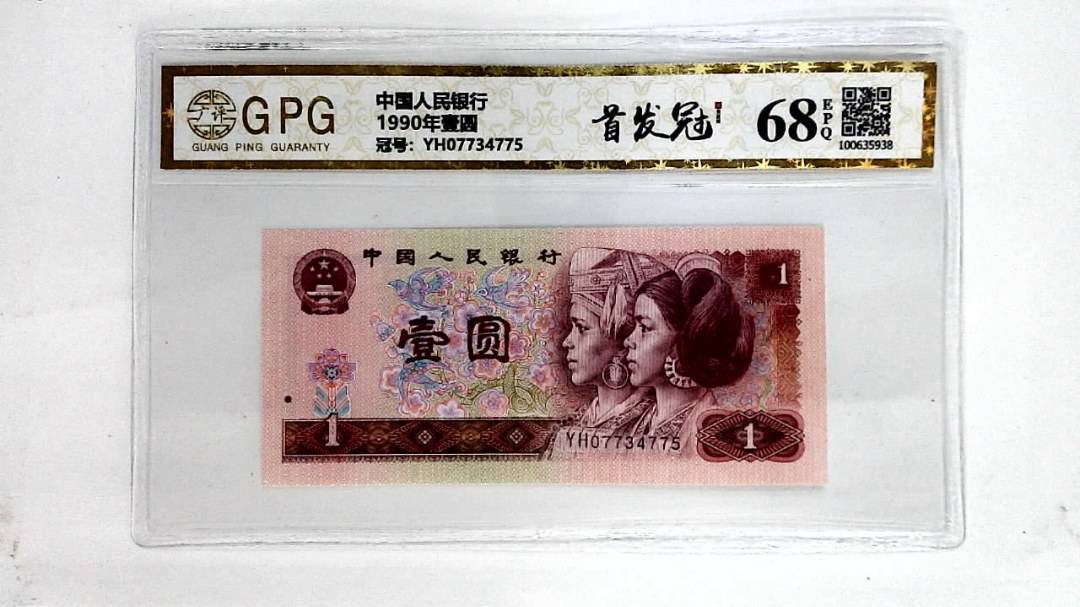 广评
GPG
GUANG PING GUARANTY
中国人民银行
1990年壹圆
冠号：YH07734775
首发冠
68
EPQ
100635938
中国人民银行
1
壹圆
1
YH07734775
1